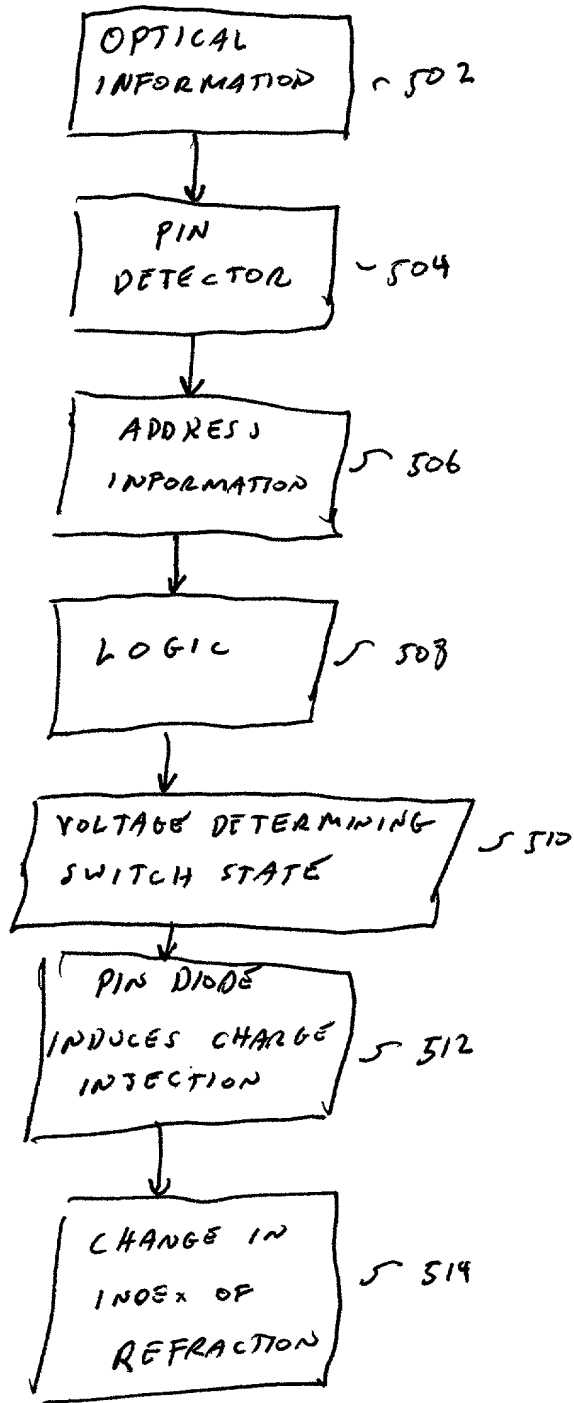 OPTICAL
INFORMATION
502
PIN
DETECTOR
504
ADDRESS
INFORMATION
506
LOGIC
508
VOLTAGE DETERMINING
SWITCH STATE
510
PIN DIODE
INDUCES CHARGE
INJECTION
512
CHANGE IN
INDEX OF
REFRACTION
514